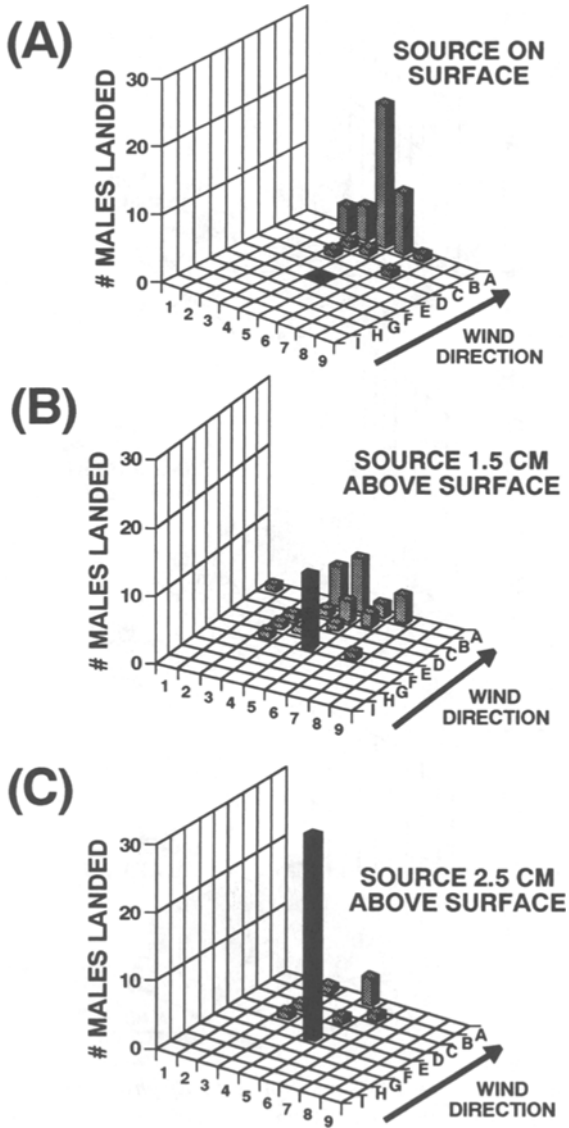 (A)
SOURCE ON
SURFACE
# MALES LANDED
30
20
10
0
1 2 3 4 5 6 7 8 9
I H G F E D C B A
WIND
DIRECTION
(B)
SOURCE 1.5 CM
ABOVE SURFACE
# MALES LANDED
30
20
10
0
1 2 3 4 5 6 7 8 9
I H G F E D C B A
WIND
DIRECTION
(C)
SOURCE 2.5 CM
ABOVE SURFACE
# MALES LANDED
30
20
10
0
1 2 3 4 5 6 7 8 9
I H G F E D C B A
WIND
DIRECTION